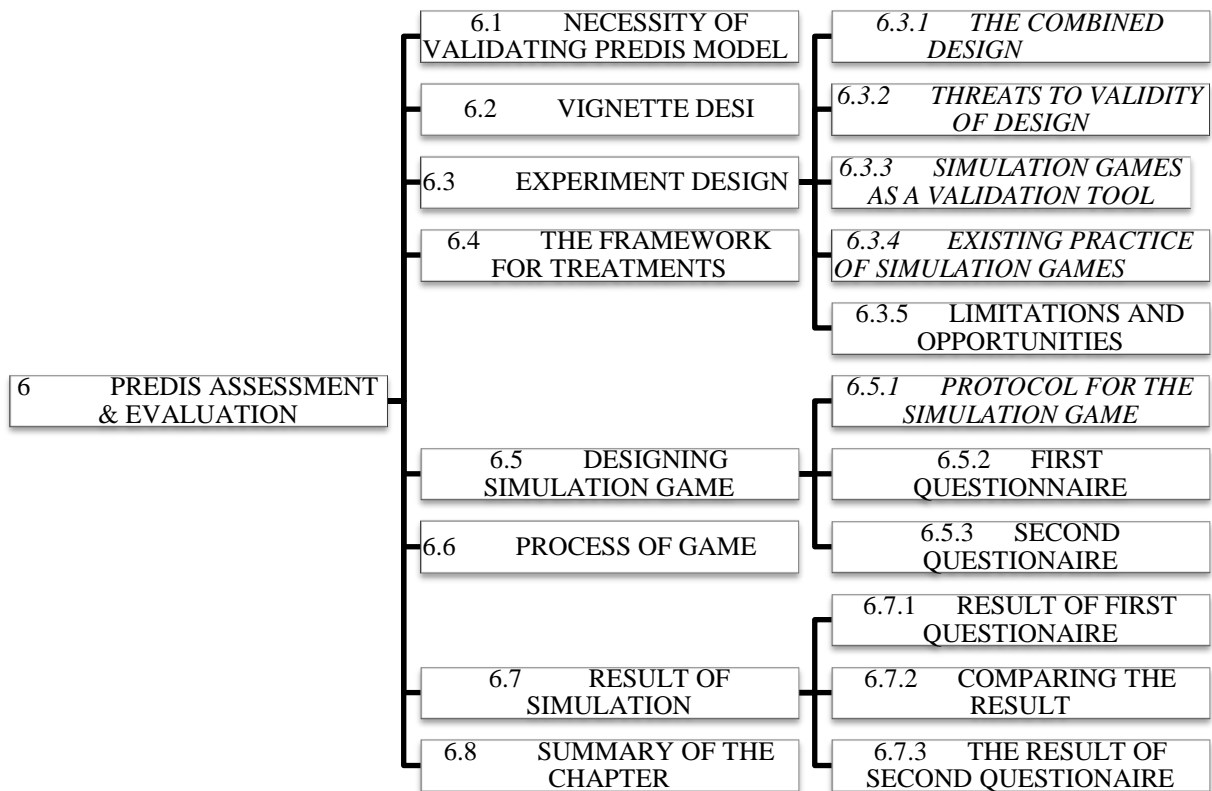 6 PREDIS ASSESSMENT
& EVALUATION
6.1 NECESSITY OF
VALIDATING PREDIS MODEL
6.2 VIGNETTE DESI
6.3 EXPERIMENT DESIGN
6.3.1 THE COMBINED
DESIGN
6.3.2 THREATS TO VALIDITY
OF DESIGN
6.3.3 SIMULATION GAMES
AS A VALIDATION TOOL
6.3.4 EXISTING PRACTICE
OF SIMULATION GAMES
6.3.5 LIMITATIONS AND
OPPORTUNITIES
6.4 THE FRAMEWORK
FOR TREATMENTS
6.5 DESIGNING
SIMULATION GAME
6.5.1 PROTOCOL FOR THE
SIMULATION GAME
6.5.2 FIRST
QUESTIONNAIRE
6.5.3 SECOND
QUESTIONAIRE
6.6 PROCESS OF GAME
6.7 RESULT OF
SIMULATION
6.7.1 RESULT OF FIRST
QUESTIONAIRE
6.7.2 COMPARING THE
RESULT
6.7.3 THE RESULT OF
SECOND QUESTIONAIRE
6.8 SUMMARY OF THE
CHAPTER